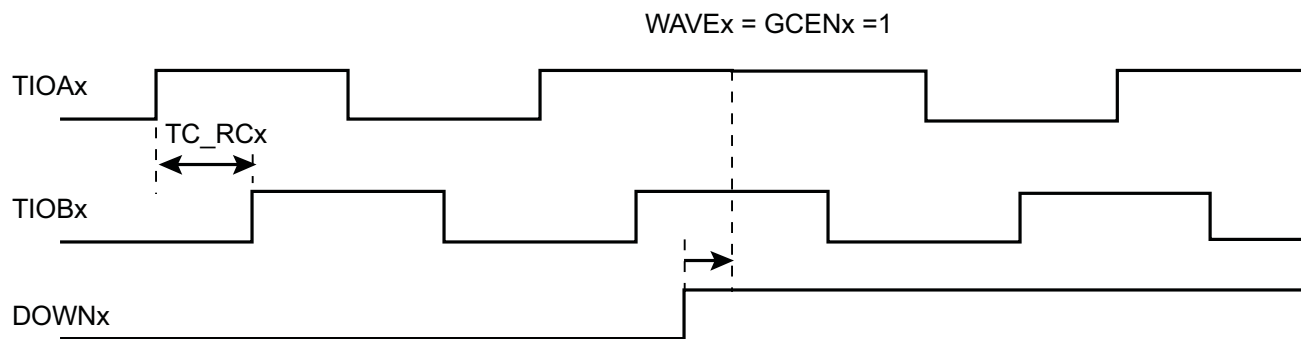 WAVEx = GCENx =1
TIOAx
TC_RCx
TIOBx
DOWNx